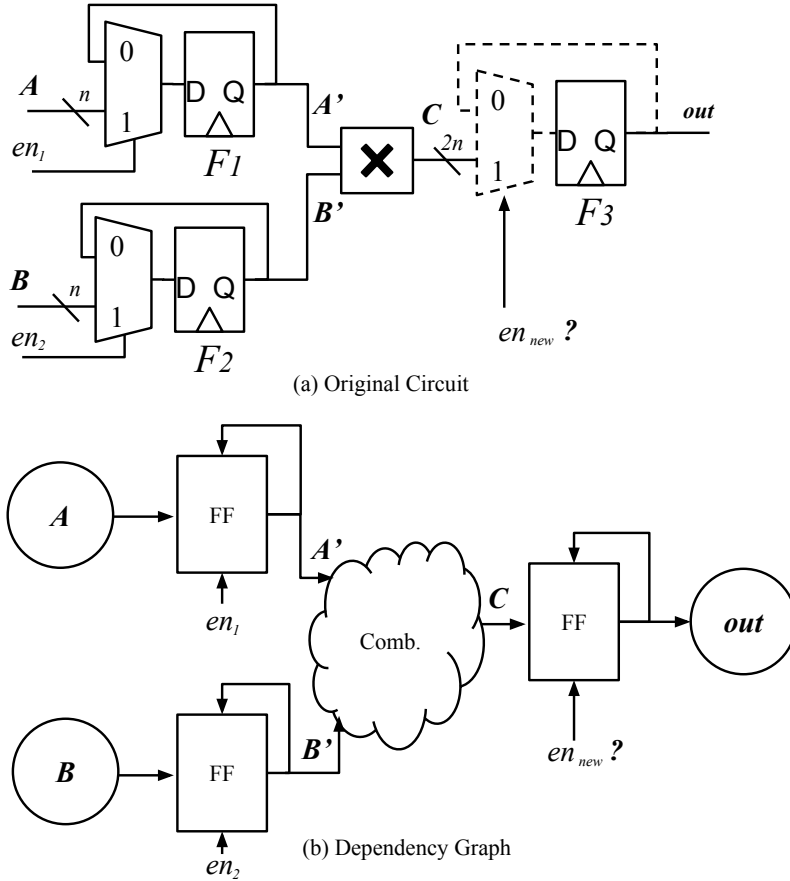 0
A
n
1
en1
D Q
F1
A’
C
2n
B’
0
1
D Q
F3
out
en new ?
0
B
n
1
en2
D Q
F2
(a) Original Circuit
A
FF
en1
A’
Comb.
C
FF
out
en new ?
B
FF
B’
en2
(b) Dependency Graph